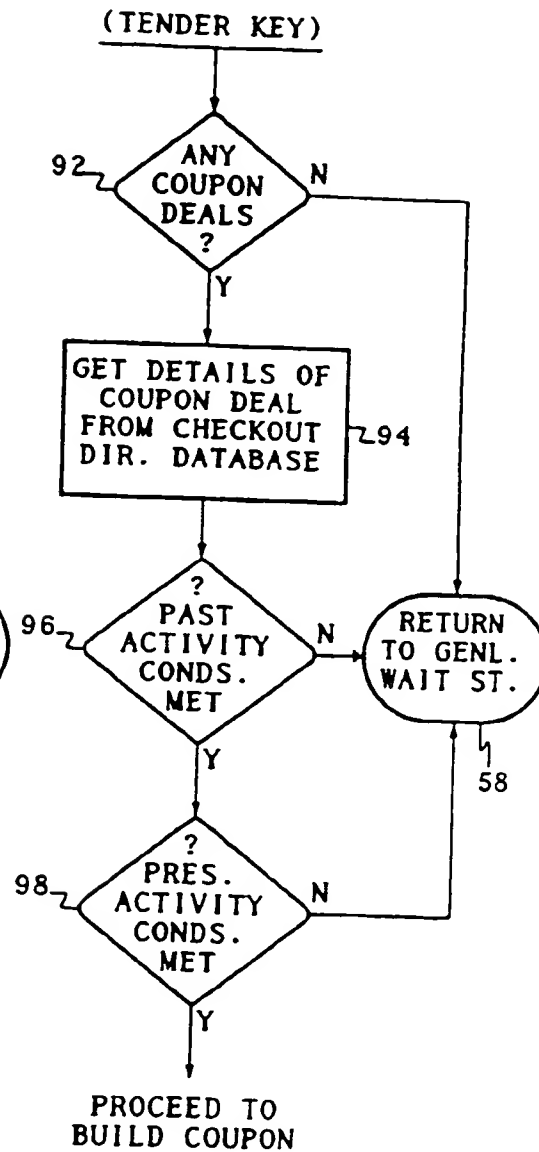 (TENDER KEY)
92
ANY
COUPON
DEALS
?
N
Y
GET DETAILS OF
COUPON DEAL
FROM CHECKOUT
DIR. DATABASE
94
96
?
PAST
ACTIVITY
CONDS.
MET
N
Y
RETURN
TO GENL.
WAIT ST.
58
98
?
PRES.
ACTIVITY
CONDS.
MET
N
Y
PROCEED TO
BUILD COUPON